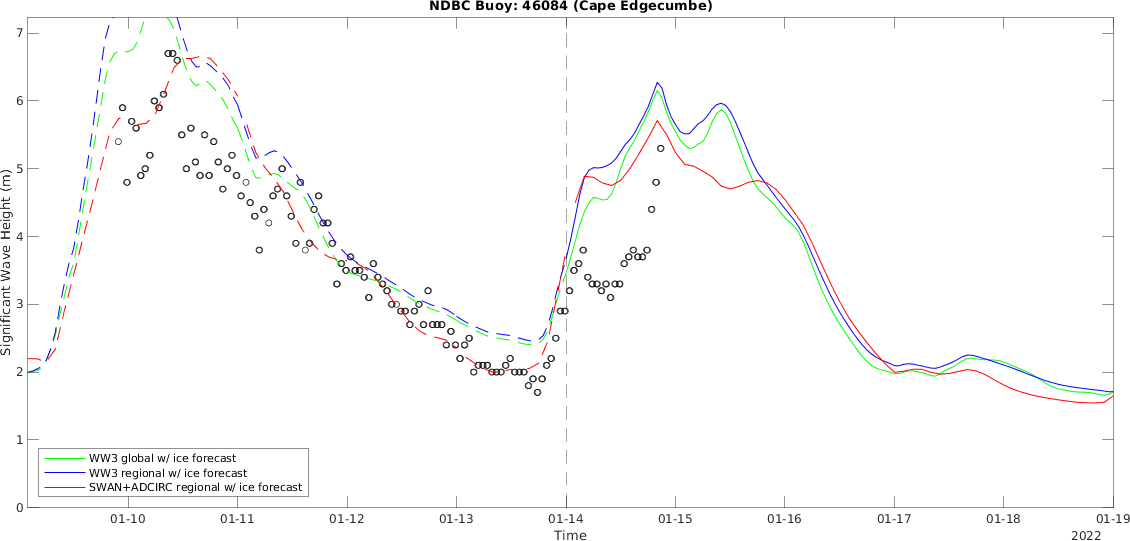 NDBC Buoy: 46084 (Cape Edgecumbe)
Significant Wave Height (m)
7
6
5
4
3
2
1
0
WW3 global w/ ice forecast
WW3 regional w/ ice forecast
SWAN+ADCIRC regional w/ ice forecast
01-10 01-11 01-12 01-13 01-14 01-15 01-16 01-17 01-18 01-19
Time
2022